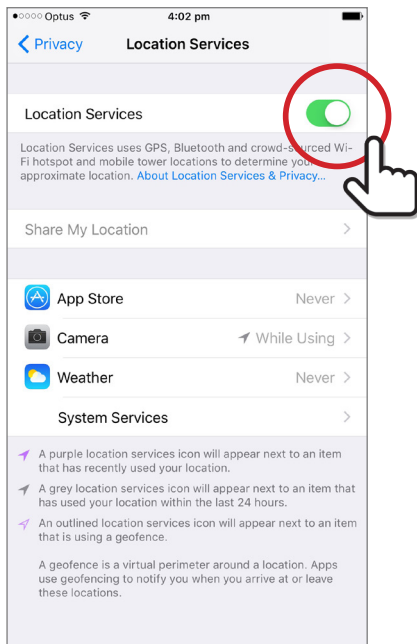 Optus 4:02 pm
Privacy Location Services
Location Services
Location Services uses GPS, Bluetooth and crowd-sourced Wi-
Fi hotspot and mobile tower locations to determine your
approximate location. About Location Services & Privacy...
Share My Location
App Store Never
Camera While Using
Weather Never
System Services
A purple location services icon will appear next to an item
that has recently used your location.
A grey location services icon will appear next to an item that
has used your location within the last 24 hours.
An outlined location services icon will appear next to an item
that is using a geofence.
A geofence is a virtual perimeter around a location. Apps
use geofencing to notify you when you arrive at or leave
these locations.